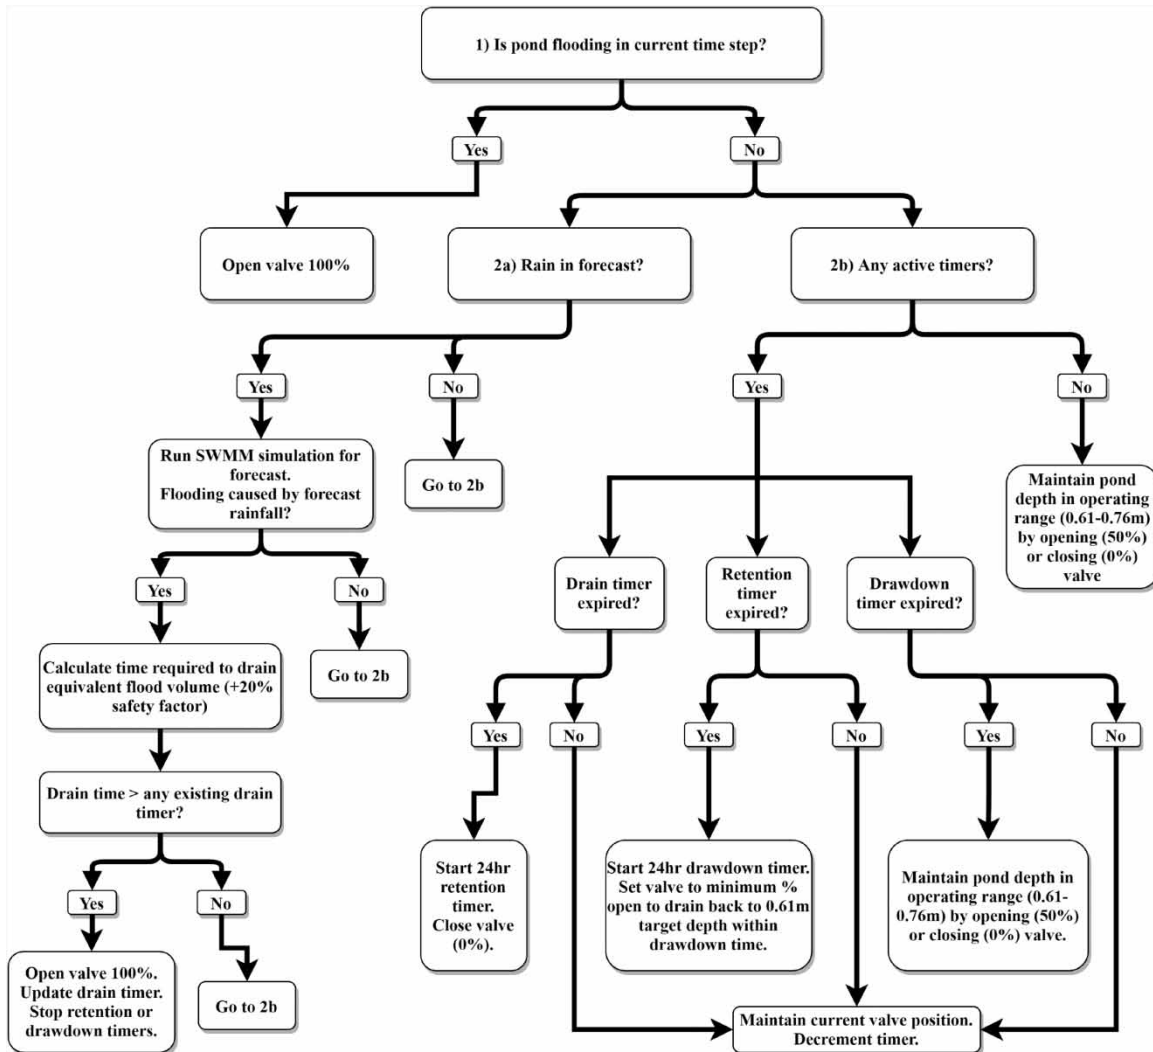 1) Is pond flooding in current time step?
Yes
No
Open valve 100%
2a) Rain in forecast?
2b) Any active timers?
Yes
No
Yes
No
Run SWMM simulation for
forecast.
Flooding caused by forecast
rainfall?
Go to 2b
Maintain pond
depth in operating
range (0.61-0.76m)
by opening (50%)
or closing (0%)
valve
Yes
No
Drain timer
expired?
Retention
timer
expired?
Drawdown
timer expired?
Calculate time required to drain
equivalent flood volume (+20%
safety factor)
Go to 2b
Yes
No
Yes
No
Yes
No
Drain time > any existing drain
timer?
Yes
No
Start 24hr
retention
timer.
Close valve
(0%).
Start 24hr drawdown timer.
Set valve to minimum %
open to drain back to 0.61m
target depth within
drawdown time.
Maintain pond depth in
operating range (0.61-
0.76m) by opening (50%)
or closing (0%) valve.
Open valve 100%.
Update drain timer.
Stop retention or
drawdown timers.
Go to 2b
Maintain current valve position.
Decrement timer.